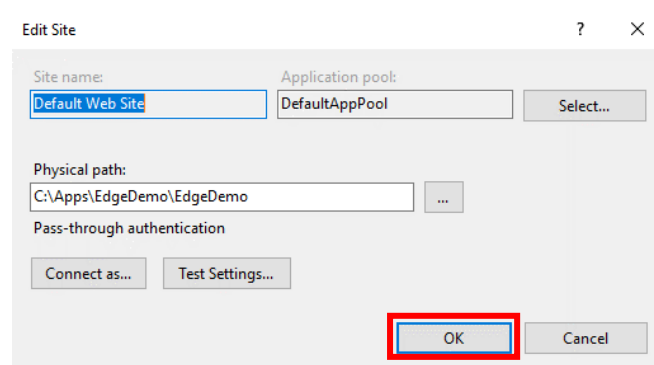 Edit Site ? ×
Site name: Application pool:
Default Web Site DefaultAppPool Select...
Physical path:
C:\Apps\EdgeDemo\EdgeDemo ...
Pass-through authentication
Connect as... Test Settings...
OK Cancel